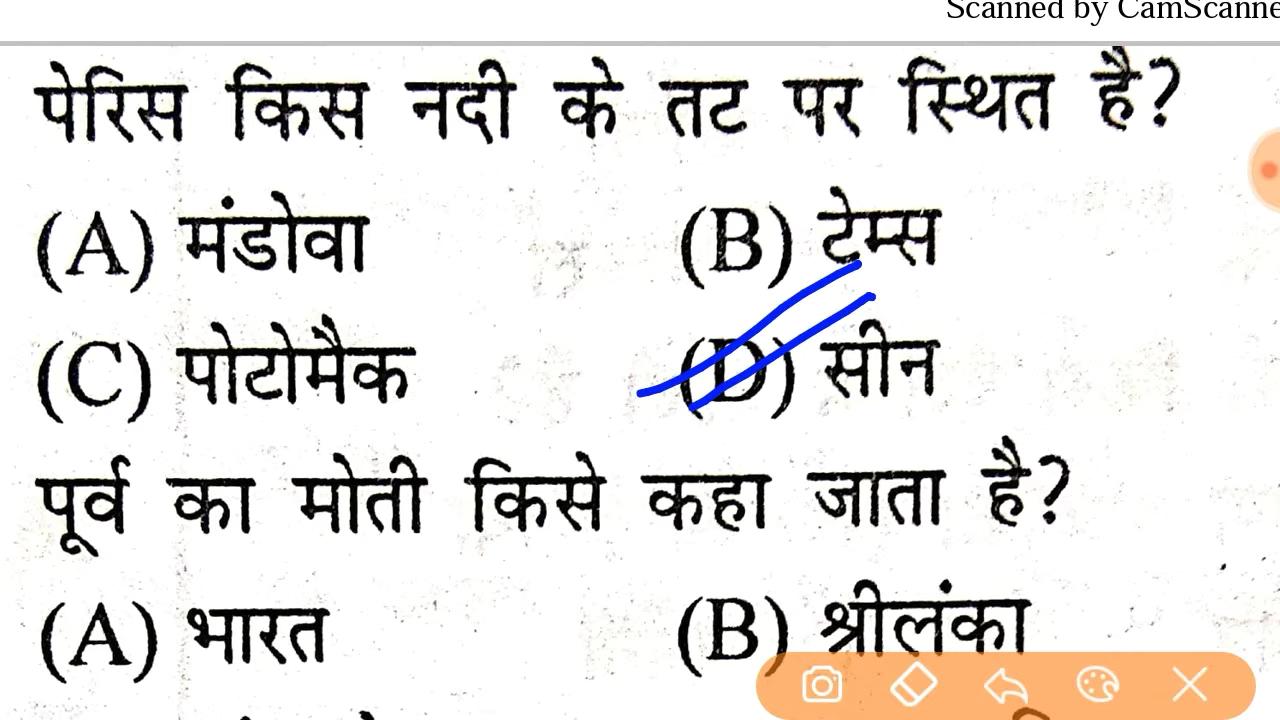 Scanned by CamScanne
पेरिस किस नदी के तट पर स्थित है?
(A) मंडोवा (B) टेम्स
(C) पोटोमैक (D) सीन
पूर्व का मोती किसे कहा जाता है?
(A) भारत (B) श्रीलंका